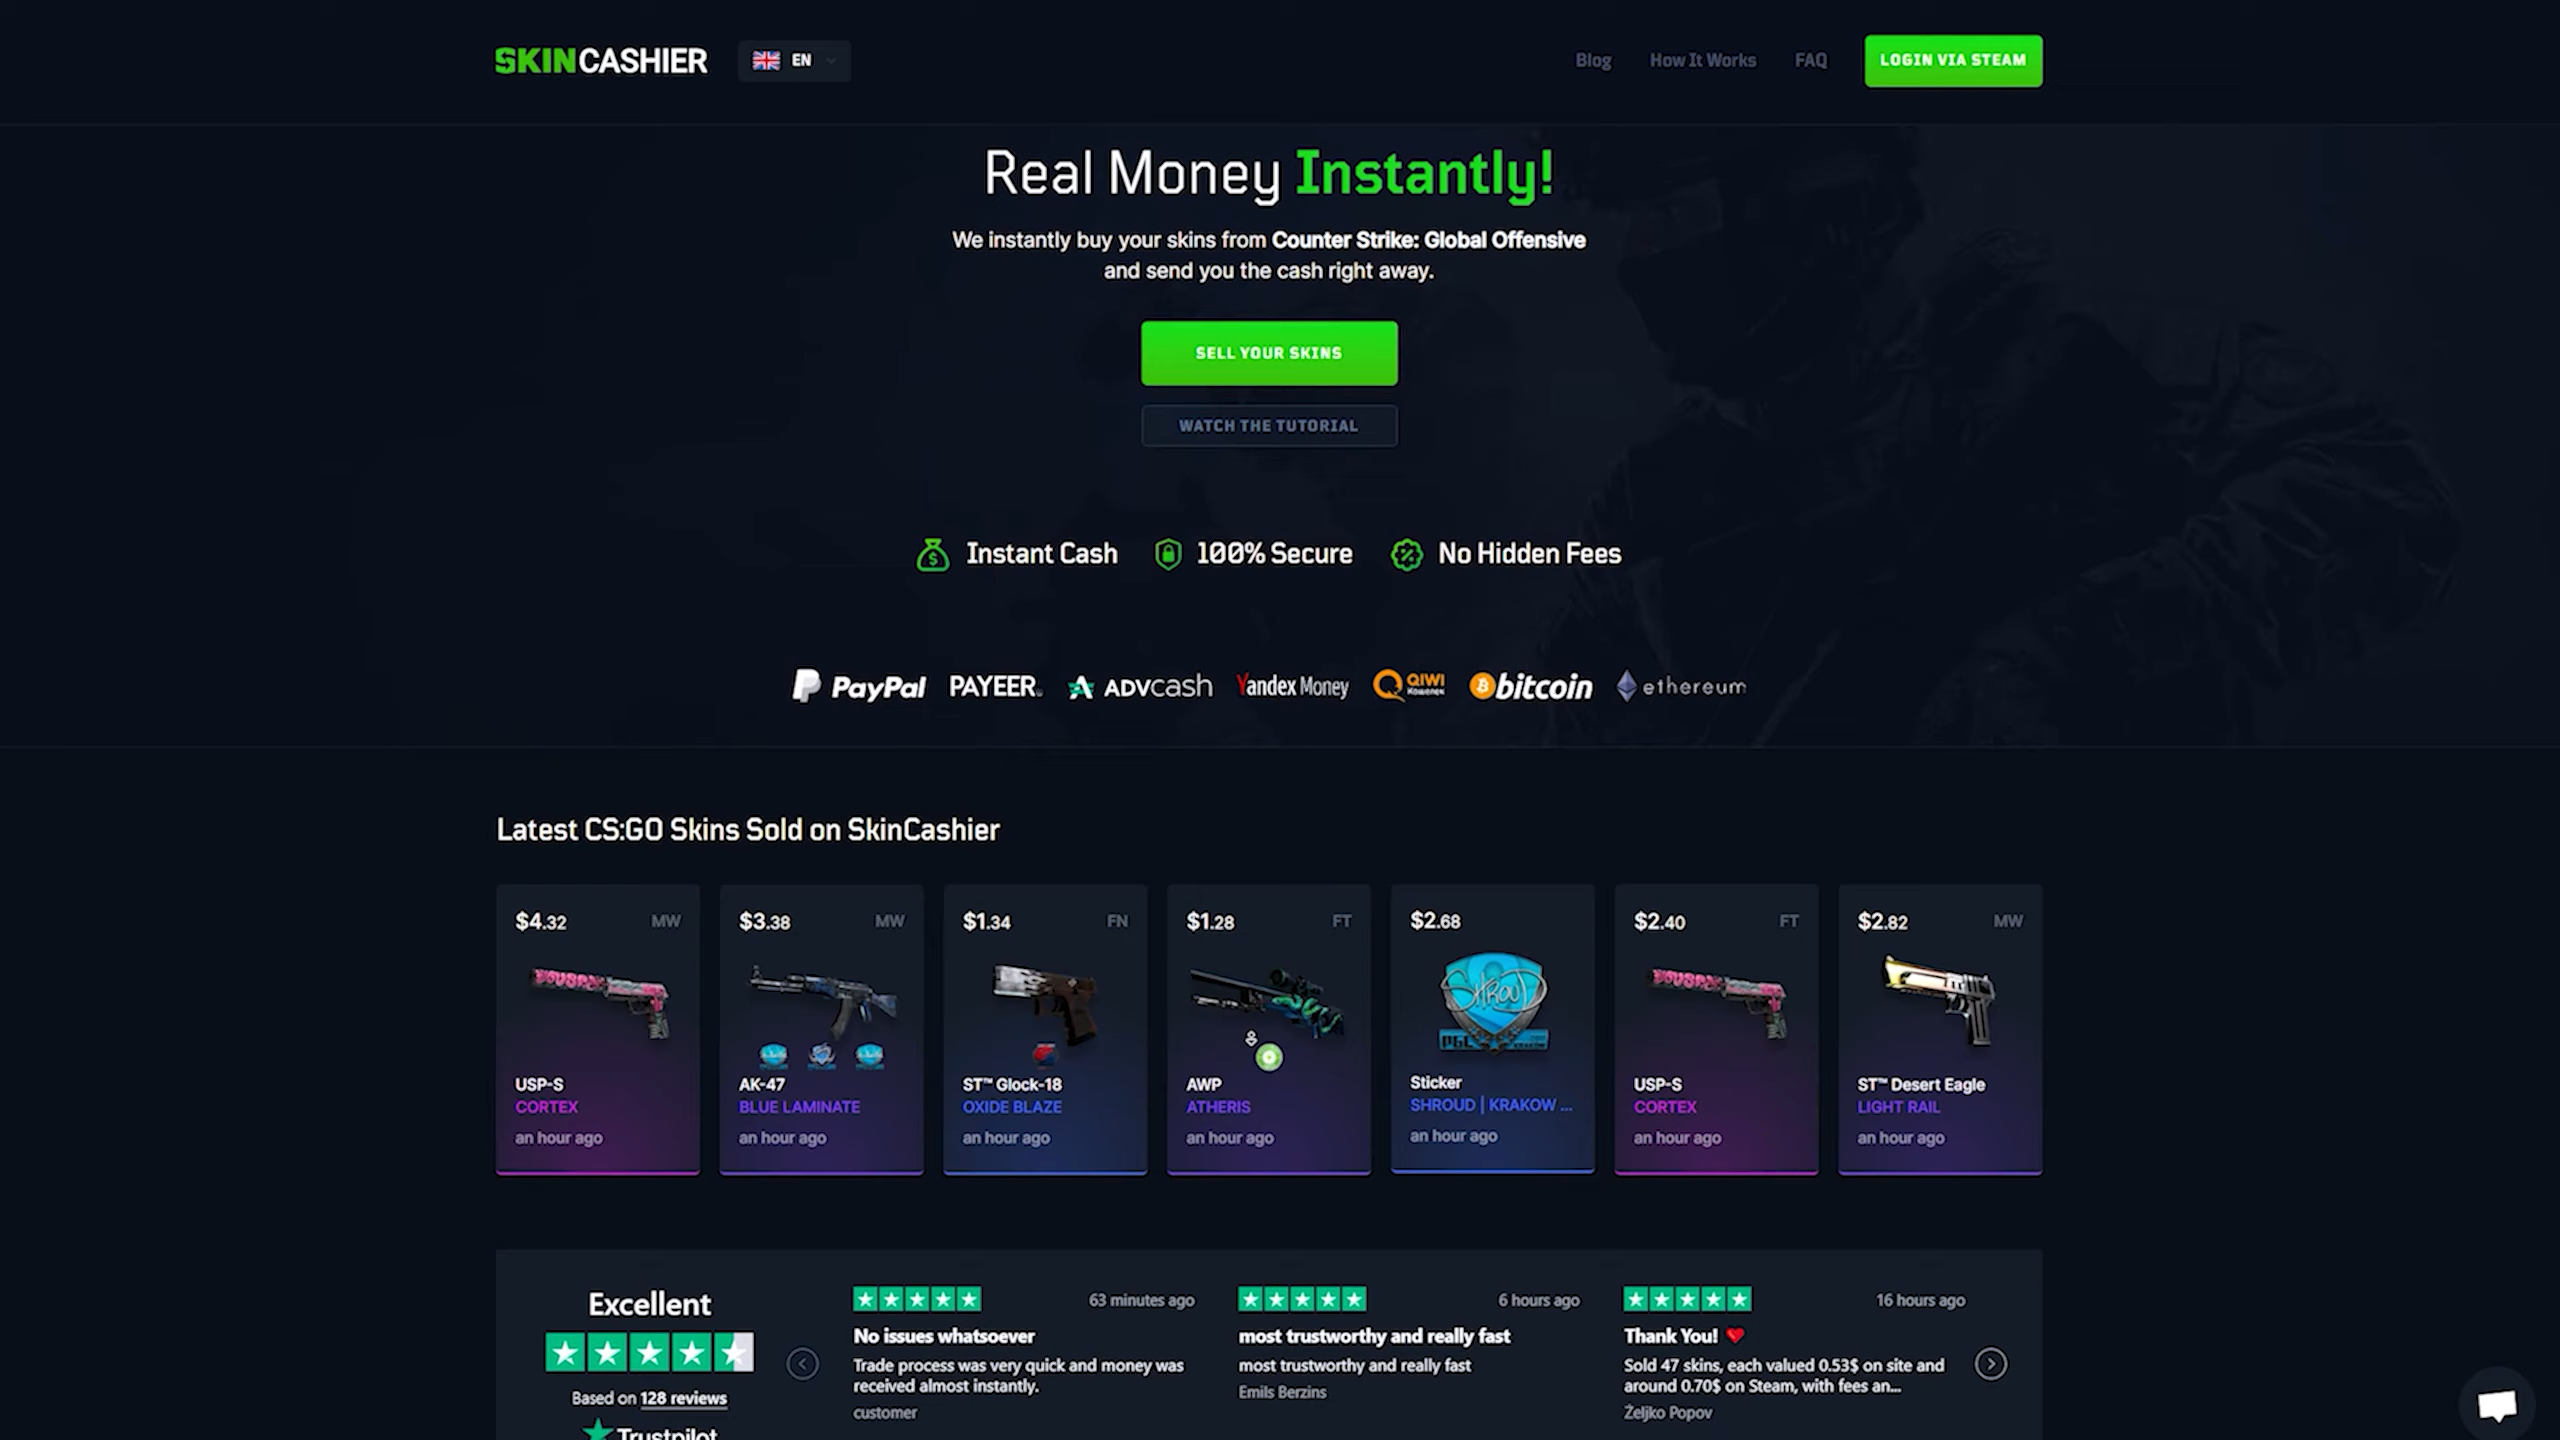 SKINCASHIER
EN
Blog
How It Works
FAQ
LOGIN VIA STEAM
Real Money Instantly!
We instantly buy your skins from Counter Strike: Global Offensive
and send you the cash right away.
SELL YOUR SKINS
WATCH THE TUTORIAL
Instant Cash
100% Secure
No Hidden Fees
PayPal
PAYEER
ADVcash
Yandex Money
QIWI
Кошелек
bitcoin
ethereum
Latest CS:GO Skins Sold on SkinCashier
$4.32 MW
USP-S
CORTEX
an hour ago
$3.38 MW
AK-47
BLUE LAMINATE
an hour ago
$1.34 FN
ST™ Glock-18
OXIDE BLAZE
an hour ago
$1.28 FT
AWP
ATHERIS
an hour ago
$2.68
SHROUD
PGL
KRAKOW
Sticker
SHROUD | KRAKOW ...
an hour ago
$2.40 FT
USP-S
CORTEX
an hour ago
$2.82 MW
ST™ Desert Eagle
LIGHT RAIL
an hour ago
Excellent
Based on 128 reviews
Trustpilot
63 minutes ago
No issues whatsoever
Trade process was very quick and money was
received almost instantly.
customer
6 hours ago
most trustworthy and really fast
most trustworthy and really fast
Emils Berzins
16 hours ago
Thank You! ❤
Sold 47 skins, each valued 0.53$ on site and
around 0.70$ on Steam, with fees an...
Željko Popov